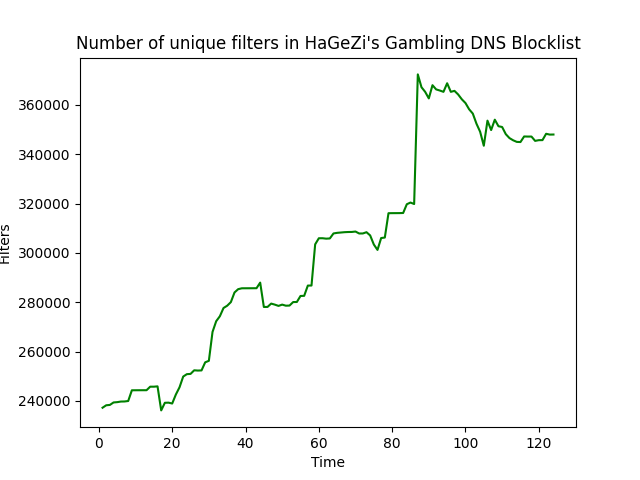 Number of unique filters in HaGeZi's Gambling DNS Blocklist
360000
340000
320000
300000
280000
260000
240000
Filters
0 20 40 60 80 100 120
Time